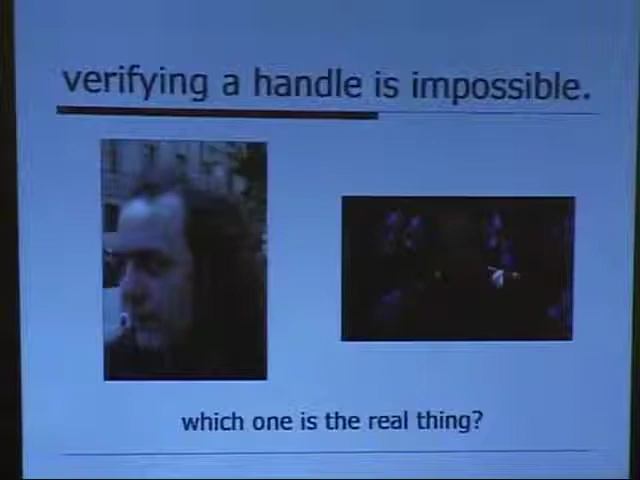 verifying a handle is impossible.
which one is the real thing?